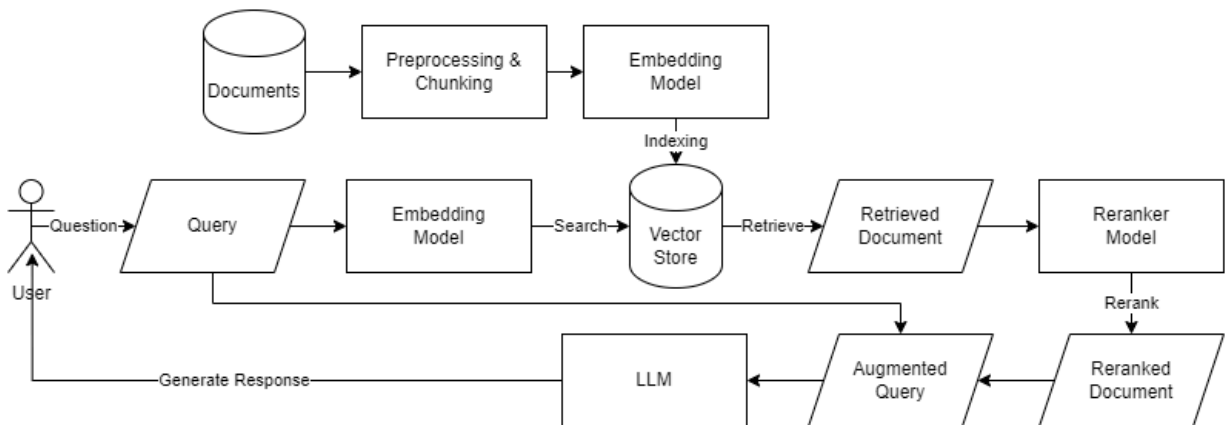 Documents
Preprocessing &
Chunking
Embedding
Model
Indexing
Question
Query
Embedding
Model
Search
Vector
Store
Retrieve
Retrieved
Document
Reranker
Model
User
Rerank
Generate Response
LLM
Augmented
Query
Reranked
Document